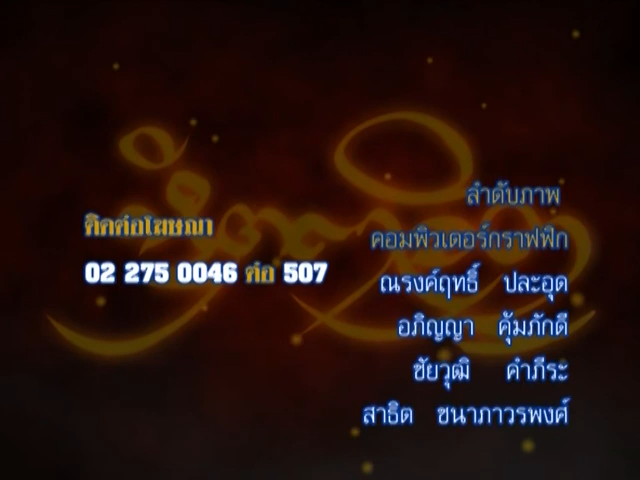 ติดต่อโฆษณา
02 275 0046 ต่อ 507
ลำดับภาพ
คอมพิวเตอร์กราฟฟิก
ณรงค์ฤทธิ์ ปละอุด
อภิญญา คุ้มภักดี
ชัยวุฒิ คำภีระ
สาธิต ชนาภาวรพงศ์